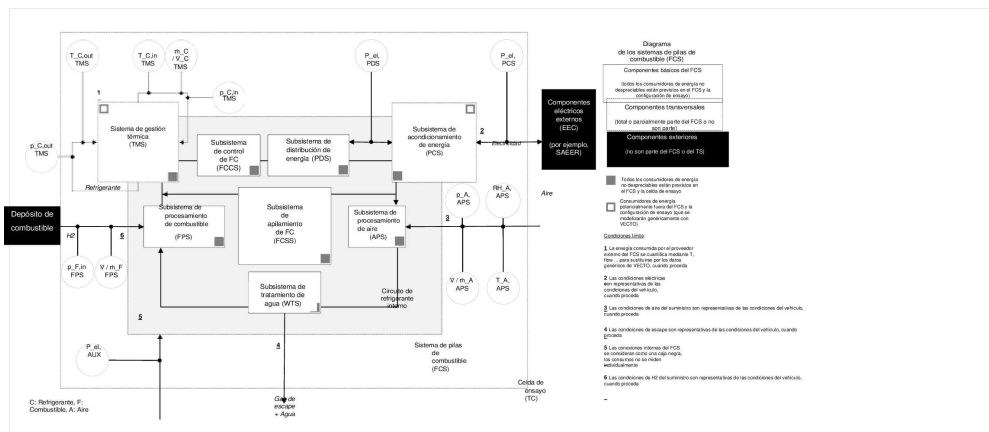 T_C,out
TMS
T_C,in
TMS
ṁ_C
/ V̇_C
TMS
P_el,
PDS
P_el,
PCS
p_C,in
TMS
1
Sistema de gestión
térmica
(TMS)
Subsistema
de control
de FC
(FCCS)
Subsistema de
distribución de
energía (PDS)
Subsistema de
acondicionamiento
de energía (PCS)
2
Electricidad
Componentes
eléctricos
externos
(EEC)
(por ejemplo,
SAEER)
p_C,out
TMS
Refrigerante
Depósito de
combustible
H2
6
Subsistema de
procesamiento
de combustible
(FPS)
Subsistema
de
apilamiento
de FC
(FCSS)
Subsistema de
procesamiento
de aire
(APS)
p_A,
APS
RH_A,
APS
Aire
3
p_F,in
FPS
V̇ / ṁ_F
FPS
V̇ / ṁ_A
APS
T_A,
APS
Subsistema de
tratamiento de
agua (WTS)
Circuito de
refrigerante
interno
5
4
P_el,
AUX
Sistema de pilas
de
combustible
(FCS)
Celda de
ensayo
(TC)
Gas de
escape
+ Agua
C: Refrigerante, F:
Combustible, A: Aire
Diagrama
de los sistemas de pilas de
combustible (FCS)
Componentes básicos del FCS
(todos los consumidores de energía no
despreciables están previstos en el FCS y la
configuración de ensayo)
Componentes transversales
(total o parcialmente parte del FCS o no
son parte)
Componentes exteriores
(no son parte del FCS o del TS)
Todos los consumidores de energía
no despreciables están previstos en
el FCS y la celda de ensayo
Consumidores de energía
potencialmente fuera del FCS y la
configuración de ensayo (que se
modelizarán genéricamente con
VECTO)
Condiciones límite:
1 La energía consumida por el proveedor
externo del FCS se cuantifica mediante T,
flow ... para sustituirse por los datos
genéricos de VECTO, cuando proceda
2 Las condiciones eléctricas
son representativas de las
condiciones del vehículo,
cuando proceda
3 Las condiciones de aire del suministro son representativas de las condiciones del vehículo,
cuando proceda
4 Las condiciones de escape son representativas de las condiciones del vehículo, cuando
proceda
5 Las conexiones internas del FCS
se consideran como una caja negra,
los consumos no se miden
individualmente
6 Las condiciones de H2 del suministro son representativas de las condiciones del vehículo,
cuando proceda